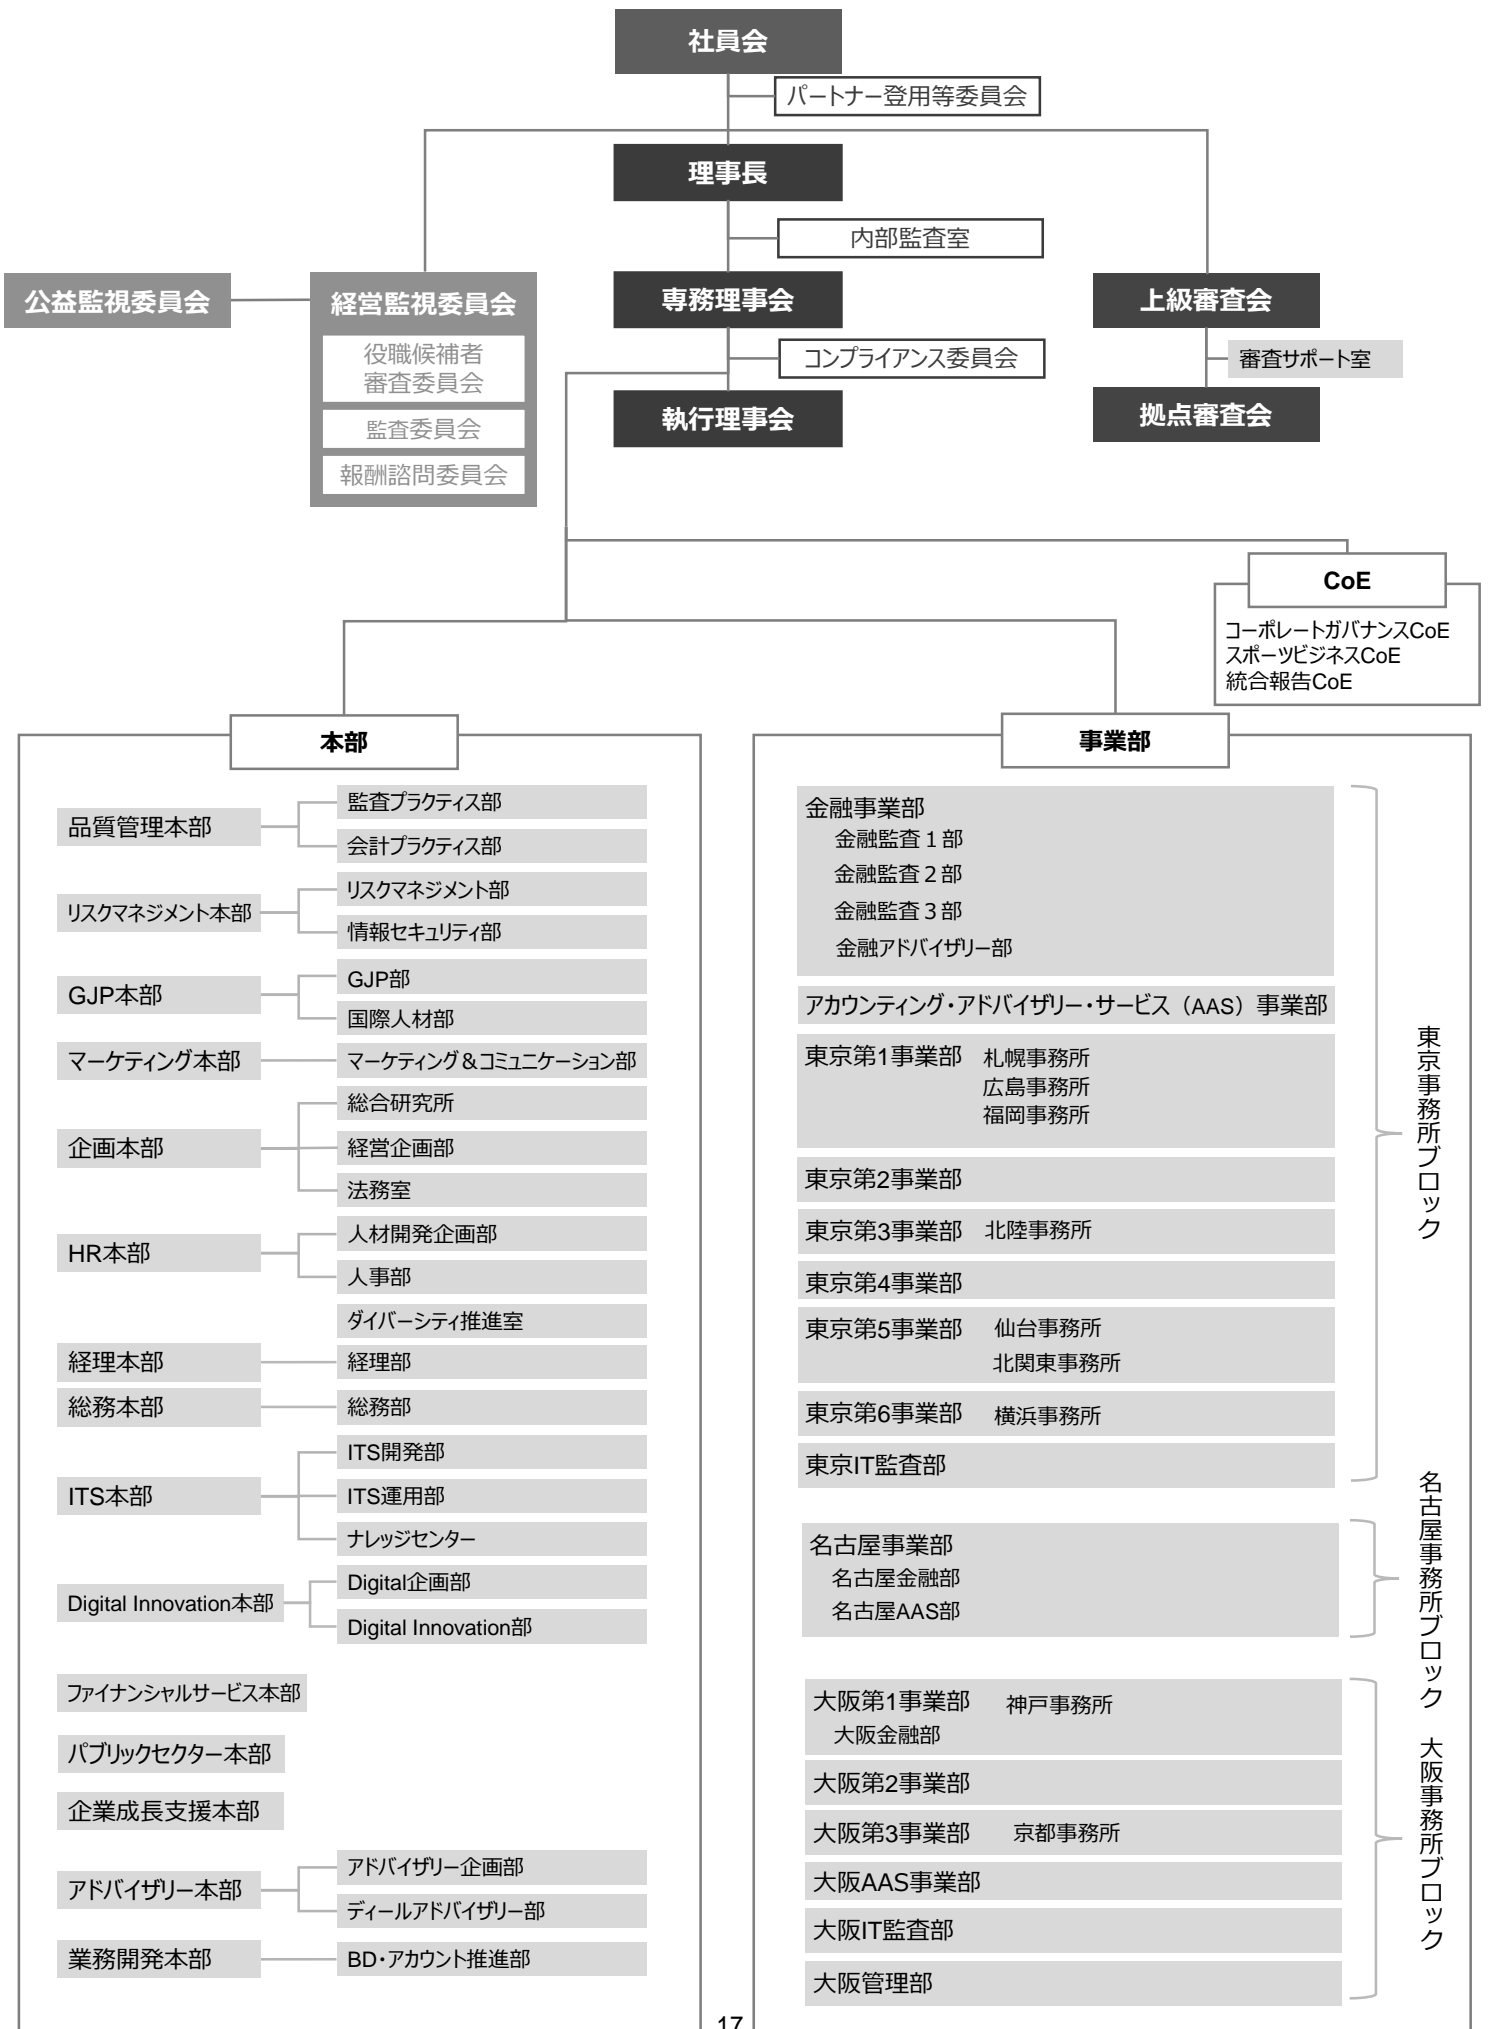 社員会
パートナー登用等委員会
理事長
内部監査室
公益監視委員会
経営監視委員会
役職候補者
審査委員会
監査委員会
報酬諮問委員会
専務理事会
コンプライアンス委員会
執行理事会
上級審査会
審査サポート室
拠点審査会
CoE
コーポレートガバナンスCoE
スポーツビジネスCoE
統合報告CoE
本部
品質管理本部
監査プラクティス部
会計プラクティス部
リスクマネジメント本部
リスクマネジメント部
情報セキュリティ部
GJP本部
GJP部
国際人材部
マーケティング本部
マーケティング&コミュニケーション部
企画本部
総合研究所
経営企画部
法務室
HR本部
人材開発企画部
人事部
ダイバーシティ推進室
経理本部
経理部
総務本部
総務部
ITS本部
ITS開発部
ITS運用部
ナレッジセンター
Digital Innovation本部
Digital企画部
Digital Innovation部
ファイナンシャルサービス本部
パブリックセクター本部
企業成長支援本部
アドバイザリー本部
アドバイザリー企画部
ディールアドバイザリー部
業務開発本部
BD・アカウント推進部
事業部
金融事業部
金融監査1部
金融監査2部
金融監査3部
金融アドバイザリー部
アカウンティング・アドバイザリー・サービス(AAS)事業部
東京第1事業部 札幌事務所
広島事務所
福岡事務所
東京第2事業部
東京第3事業部 北陸事務所
東京第4事業部
東京第5事業部 仙台事務所
北関東事務所
東京第6事業部 横浜事務所
東京IT監査部
東京事務所ブロック
名古屋事業部
名古屋金融部
名古屋AAS部
名古屋事務所ブロック
大阪第1事業部 神戸事務所
大阪金融部
大阪第2事業部
大阪第3事業部 京都事務所
大阪AAS事業部
大阪IT監査部
大阪管理部
大阪事務所ブロック
17